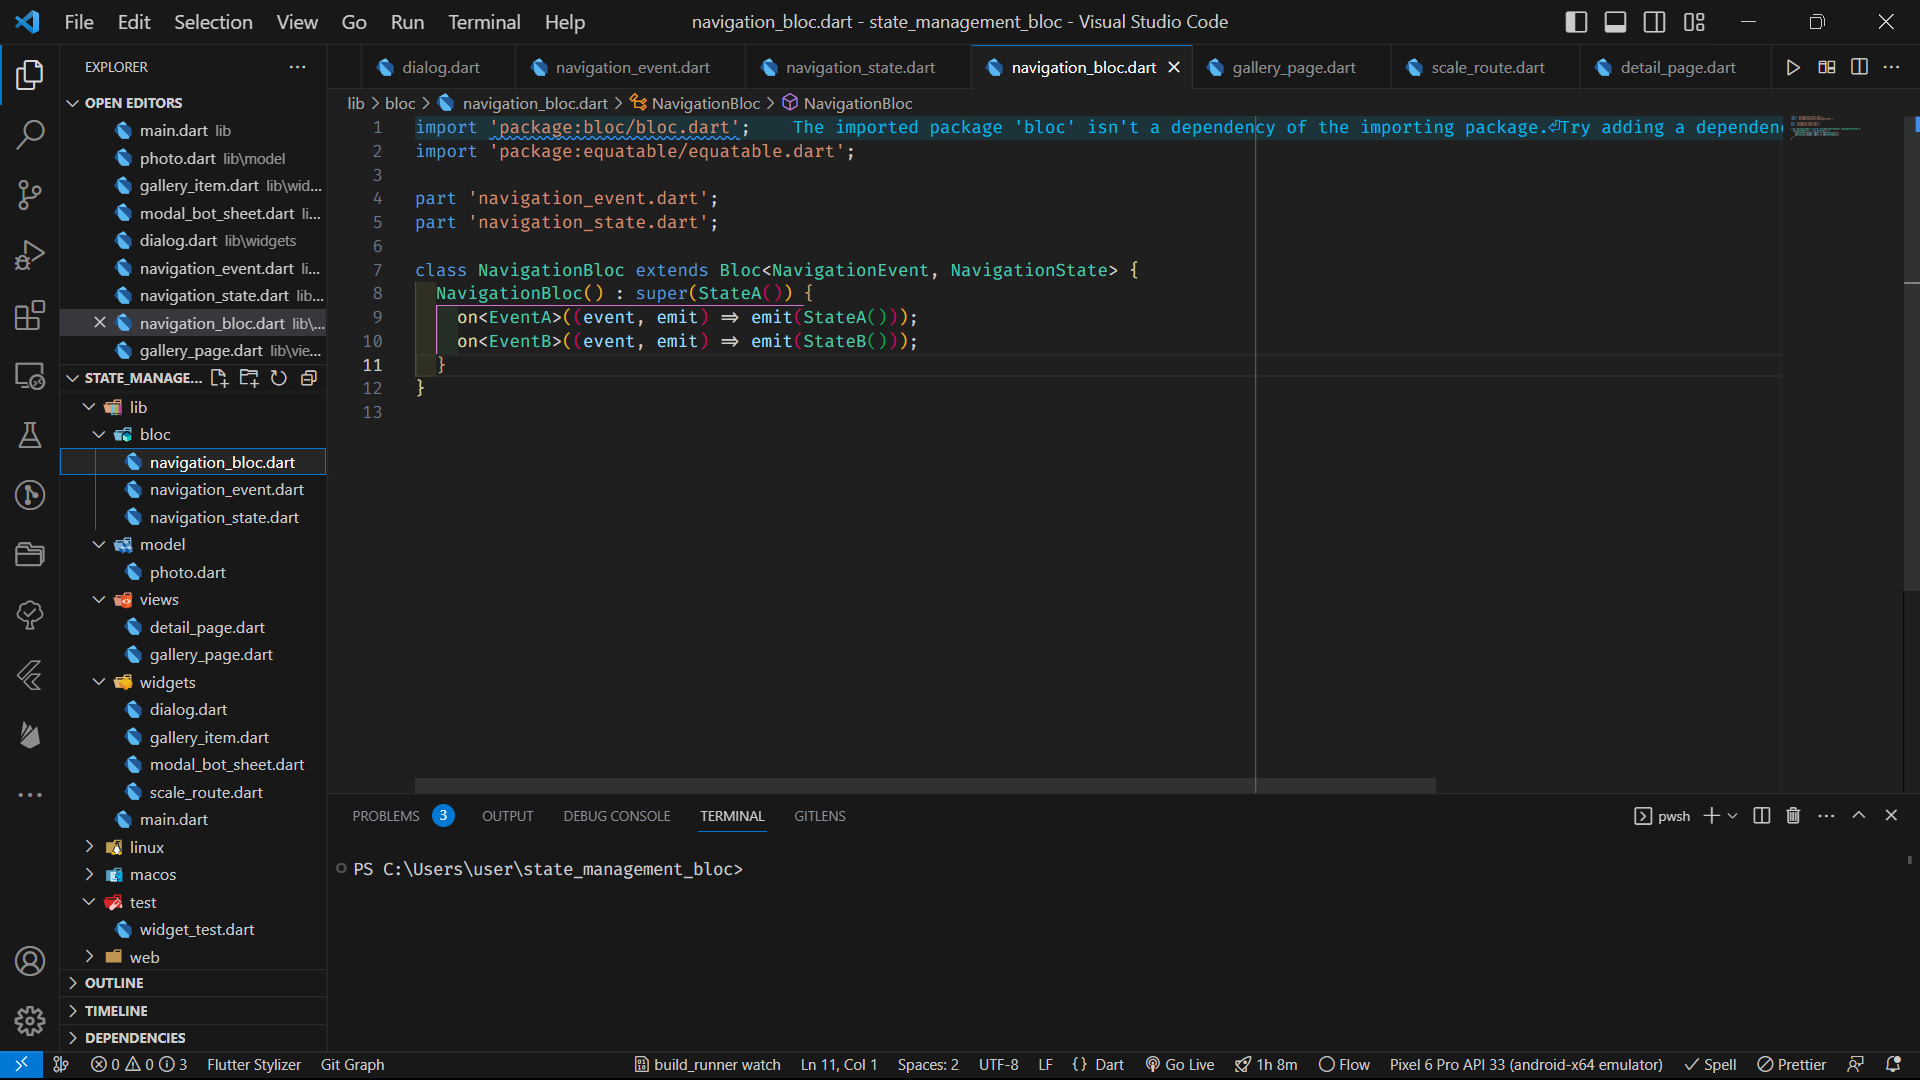 File Edit Selection View Go Run Terminal Help
navigation_bloc.dart - state_management_bloc - Visual Studio Code
EXPLORER
OPEN EDITORS
main.dart lib
photo.dart lib\model
gallery_item.dart lib\wid...
modal_bot_sheet.dart li...
dialog.dart lib\widgets
navigation_event.dart li...
navigation_state.dart lib...
navigation_bloc.dart lib\...
gallery_page.dart lib\vie...
STATE_MANAGE...
lib
bloc
navigation_bloc.dart
navigation_event.dart
navigation_state.dart
model
photo.dart
views
detail_page.dart
gallery_page.dart
widgets
dialog.dart
gallery_item.dart
modal_bot_sheet.dart
scale_route.dart
main.dart
linux
macos
test
widget_test.dart
web
OUTLINE
TIMELINE
DEPENDENCIES
dialog.dart navigation_event.dart navigation_state.dart navigation_bloc.dart gallery_page.dart scale_route.dart detail_page.dart
lib > bloc > navigation_bloc.dart > NavigationBloc > NavigationBloc
1 import 'package:bloc/bloc.dart'; The imported package 'bloc' isn't a dependency of the importing package.⏎Try adding a dependen
2 import 'package:equatable/equatable.dart';
3
4 part 'navigation_event.dart';
5 part 'navigation_state.dart';
6
7 class NavigationBloc extends Bloc<NavigationEvent, NavigationState> {
8 NavigationBloc() : super(StateA()) {
9 on<EventA>((event, emit) ⇒ emit(StateA()));
10 on<EventB>((event, emit) ⇒ emit(StateB()));
11 }
12 }
13
PROBLEMS 3 OUTPUT DEBUG CONSOLE TERMINAL GITLENS
pwsh
PS C:\Users\user\state_management_bloc>
0 0 3 Flutter Stylizer Git Graph
build_runner watch Ln 11, Col 1 Spaces: 2 UTF-8 LF {} Dart Go Live 1h 8m Flow Pixel 6 Pro API 33 (android-x64 emulator) Spell Prettier